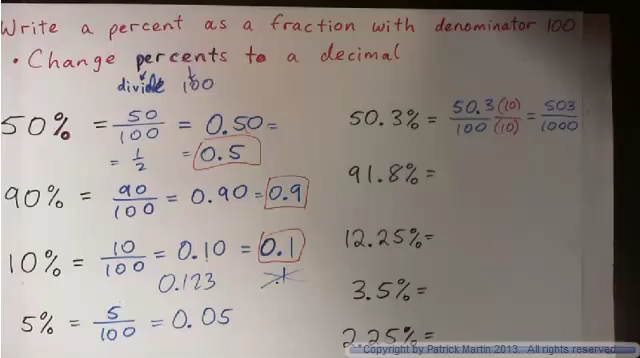 Write a percent as a fraction with denominator 100
• Change percents to a decimal
divide 100
50% = 50/100 = 0.50 =
= 1/2 = 0.5
90% = 90/100 = 0.90 = 0.9
10% = 10/100 = 0.10 = 0.1
0.123 .1
5% = 5/100 = 0.05
50.3% = 50.3(10)/100(10) = 503/1000
91.8% =
12.25% =
3.5% =
2.25% =
*Copyright by Patrick Martin 2013. All rights reserved